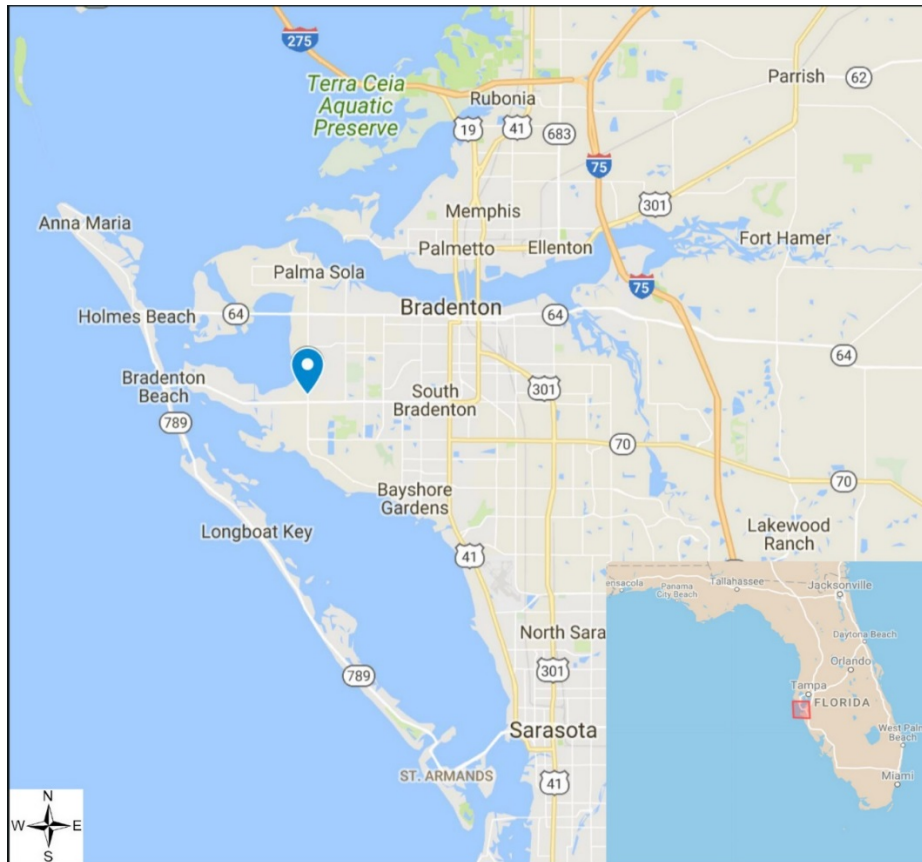 275
Terra Ceia
Aquatic
Preserve
Rubonia
Parrish
62
19
41
683
75
301
Anna Maria
Memphis
Palmetto
Ellenton
Fort Hamer
Palma Sola
75
Holmes Beach
64
Bradenton
64
64
Bradenton
Beach
South
Bradenton
301
789
70
70
Bayshore
Gardens
Longboat Key
Lakewood
Ranch
41
North Sara
301
789
Sarasota
ST. ARMANDS
41
N
W
E
S
ensacola
Panama
City Beach
Tallahassee
Jacksonville
Daytona Beach
Orlando
Tampa
FLORIDA
West Palm
Beach
Miami